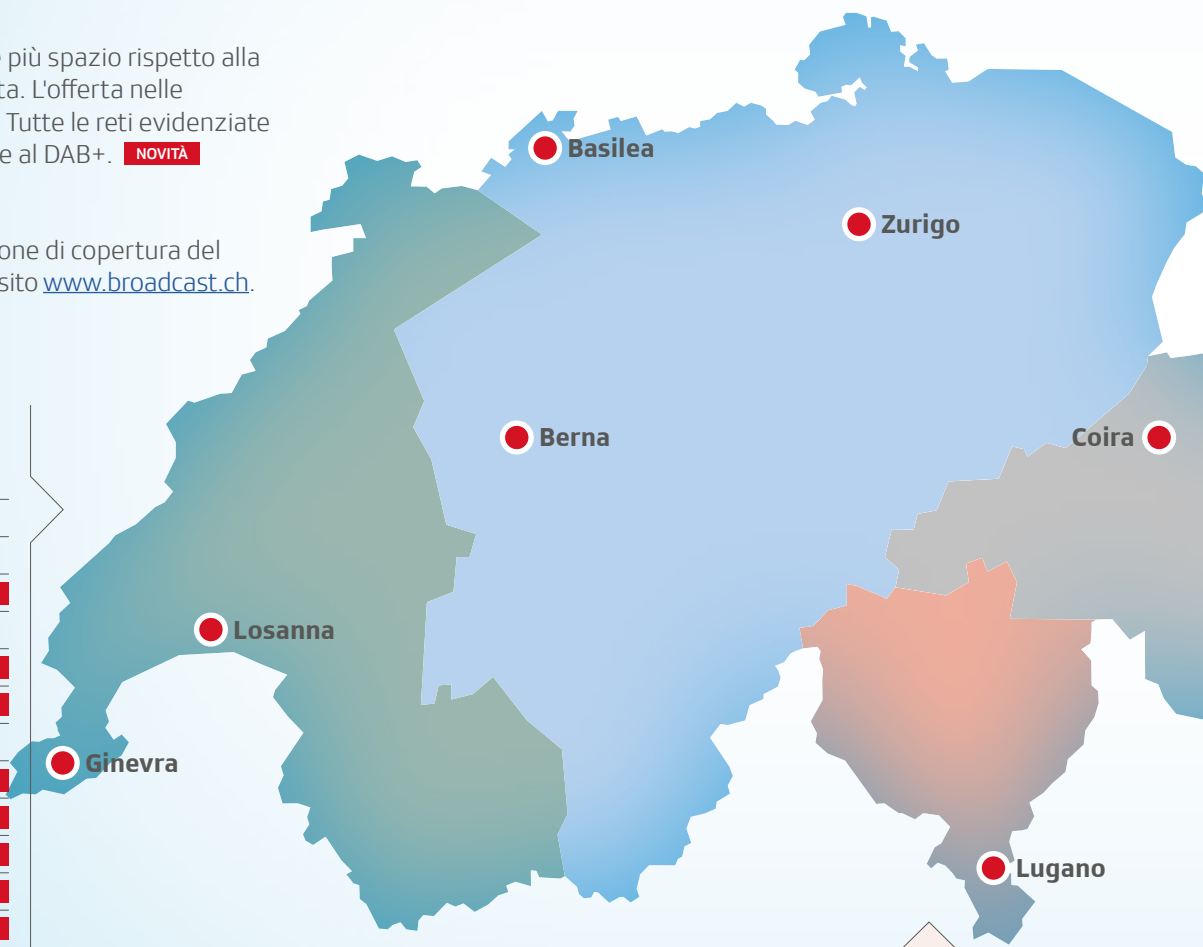 più spazio rispetto alla
ta. L'offerta nelle
Tutte le reti evidenziate
e al DAB+. NOVITÀ
one di copertura del
sito www.broadcast.ch.
Basilea
Zurigo
Berna
Coira
Losanna
Ginevra
Lugano